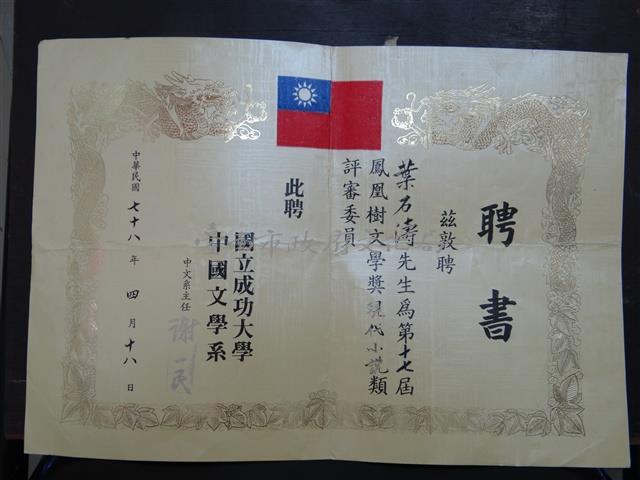 聘書
茲敦聘
葉石濤先生為第十七屆
鳳凰樹文學獎現代小說類
評審委員
此聘
國立成功大學
中國文學系
中文系主任 謝一民
中華民國七十八年四月十八日